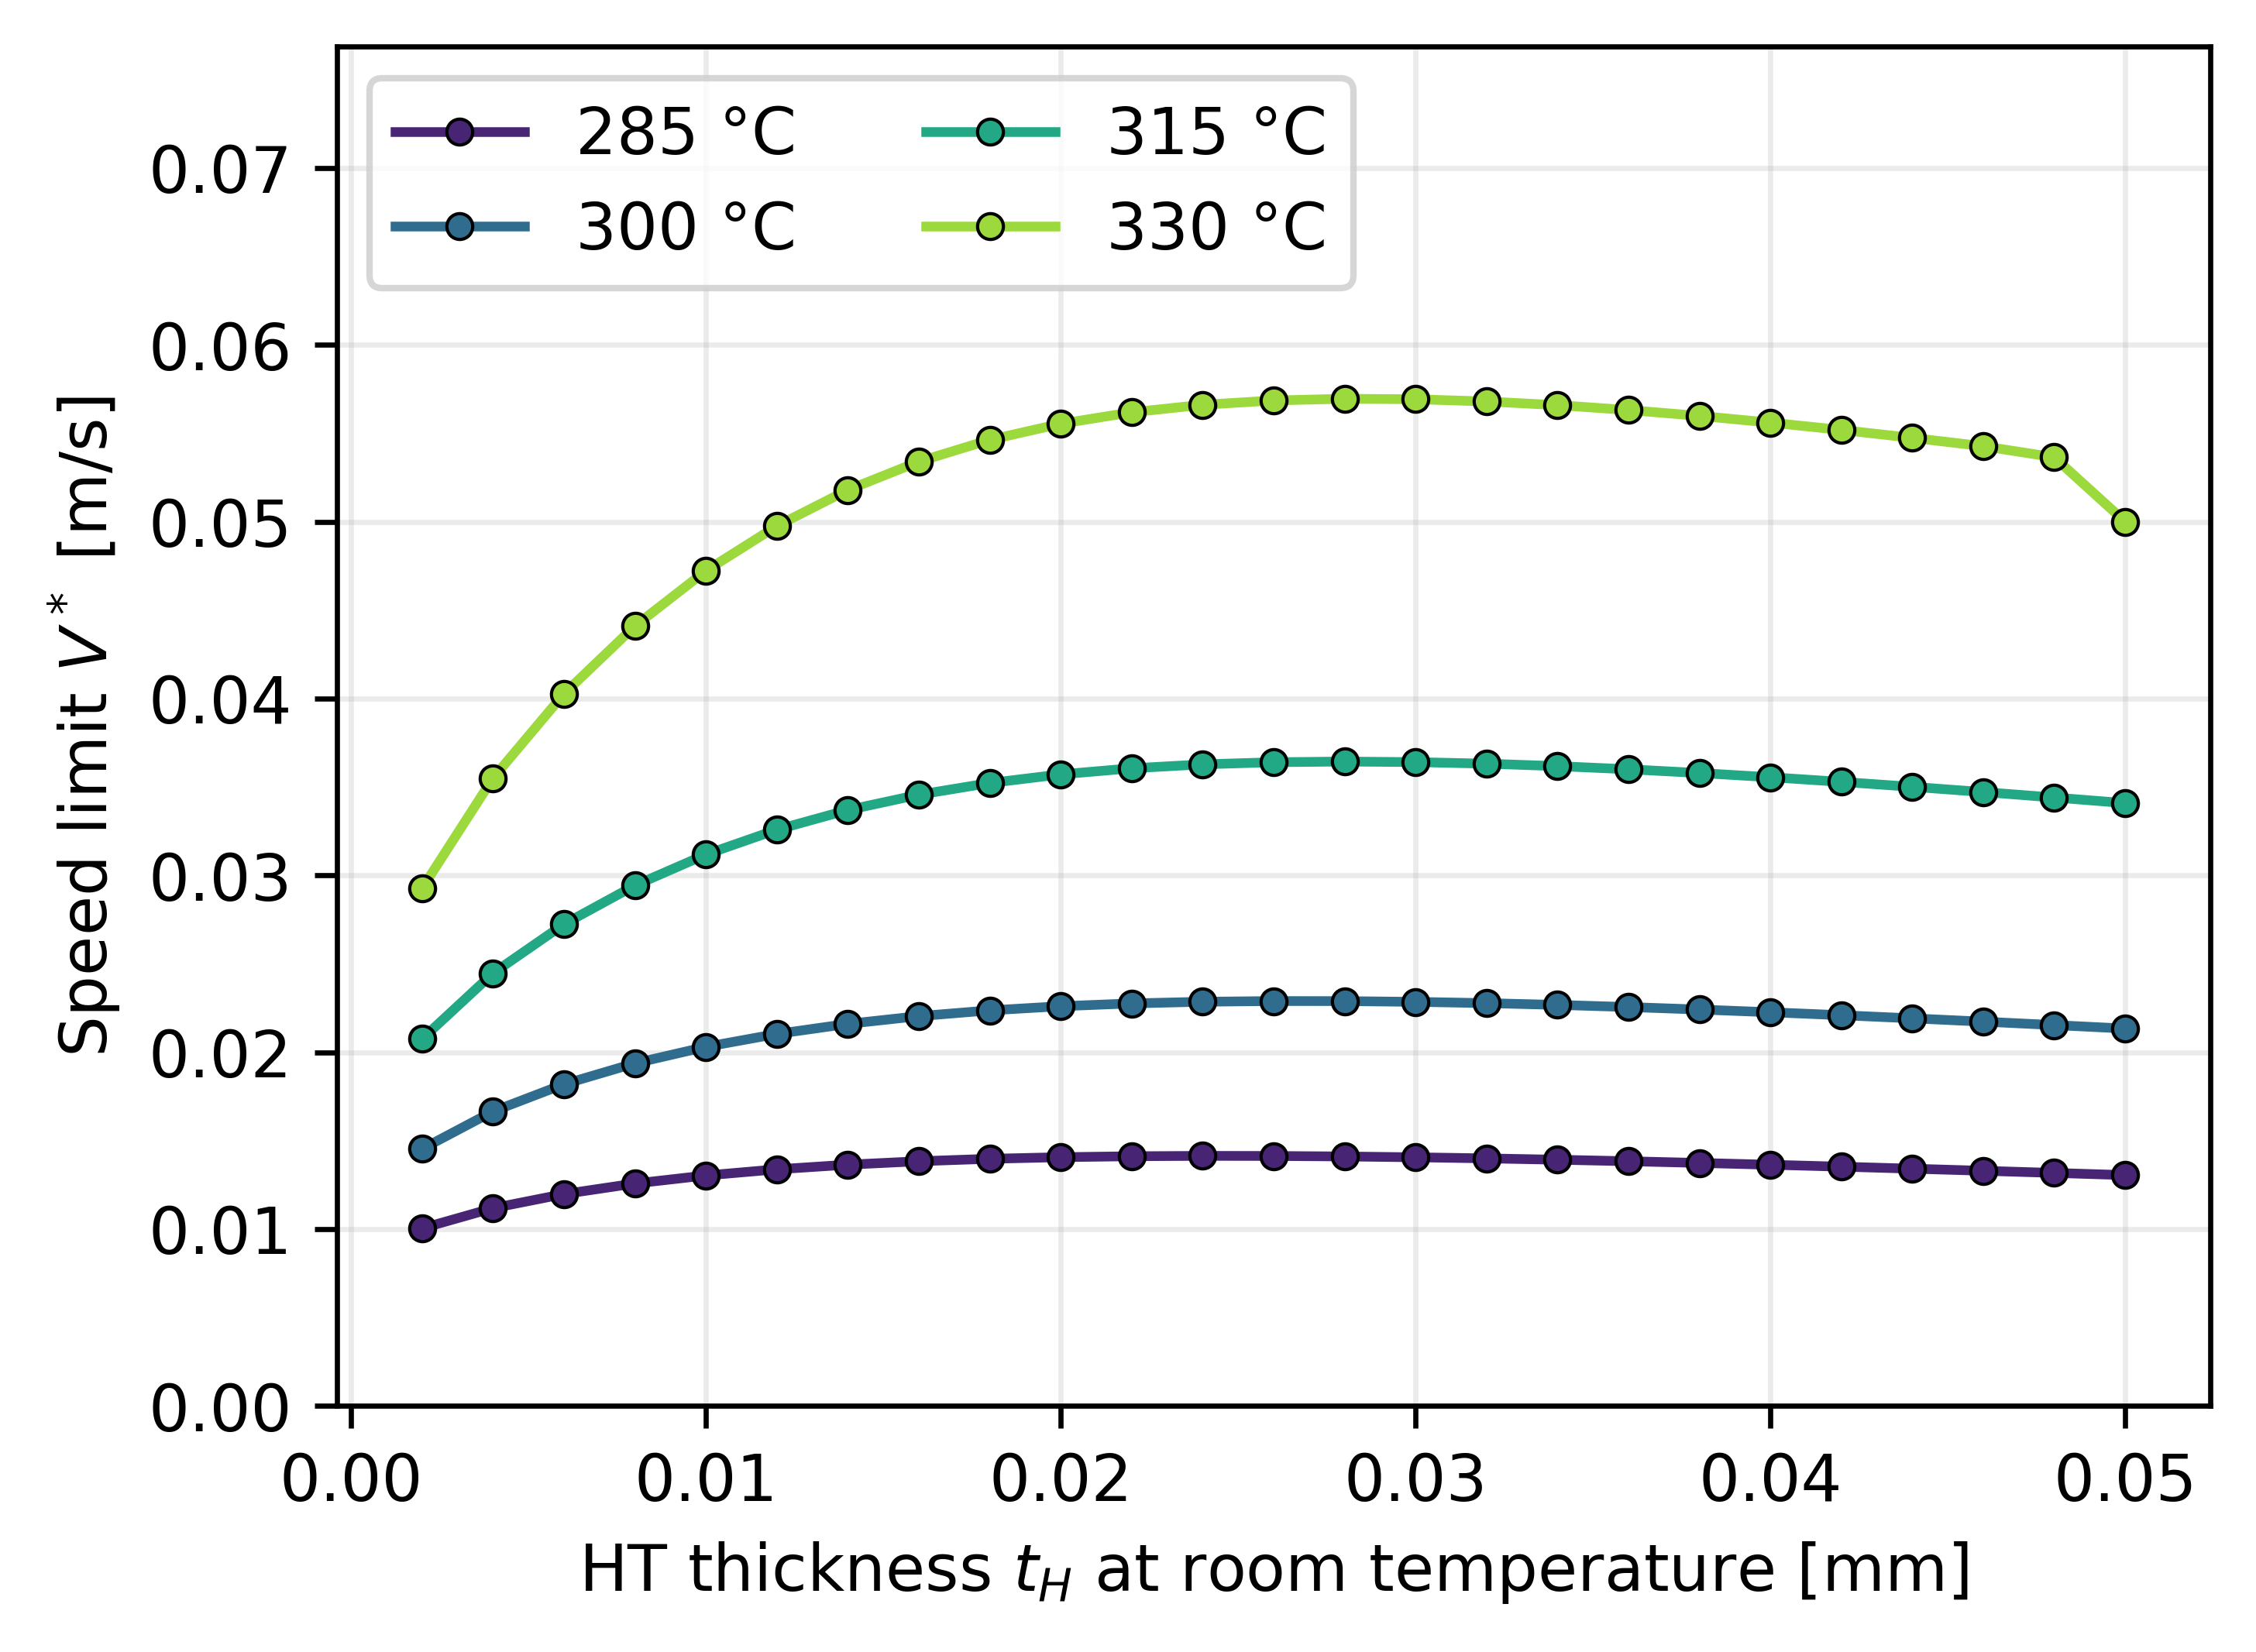 285 °C
300 °C
315 °C
330 °C
Speed limit V* [m/s]
0.07
0.06
0.05
0.04
0.03
0.02
0.01
0.00
0.00 0.01 0.02 0.03 0.04 0.05
HT thickness t_H at room temperature [mm]